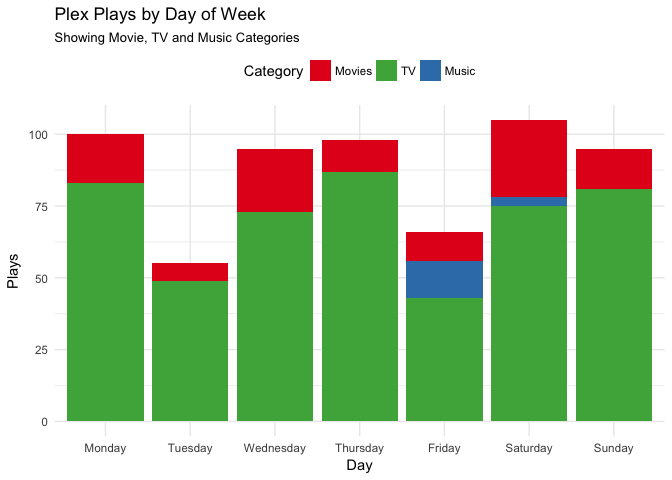 Plex Plays by Day of Week
Showing Movie, TV and Music Categories
Category Movies TV Music
100
75
50
25
0
Plays
Monday Tuesday Wednesday Thursday Friday Saturday Sunday
Day